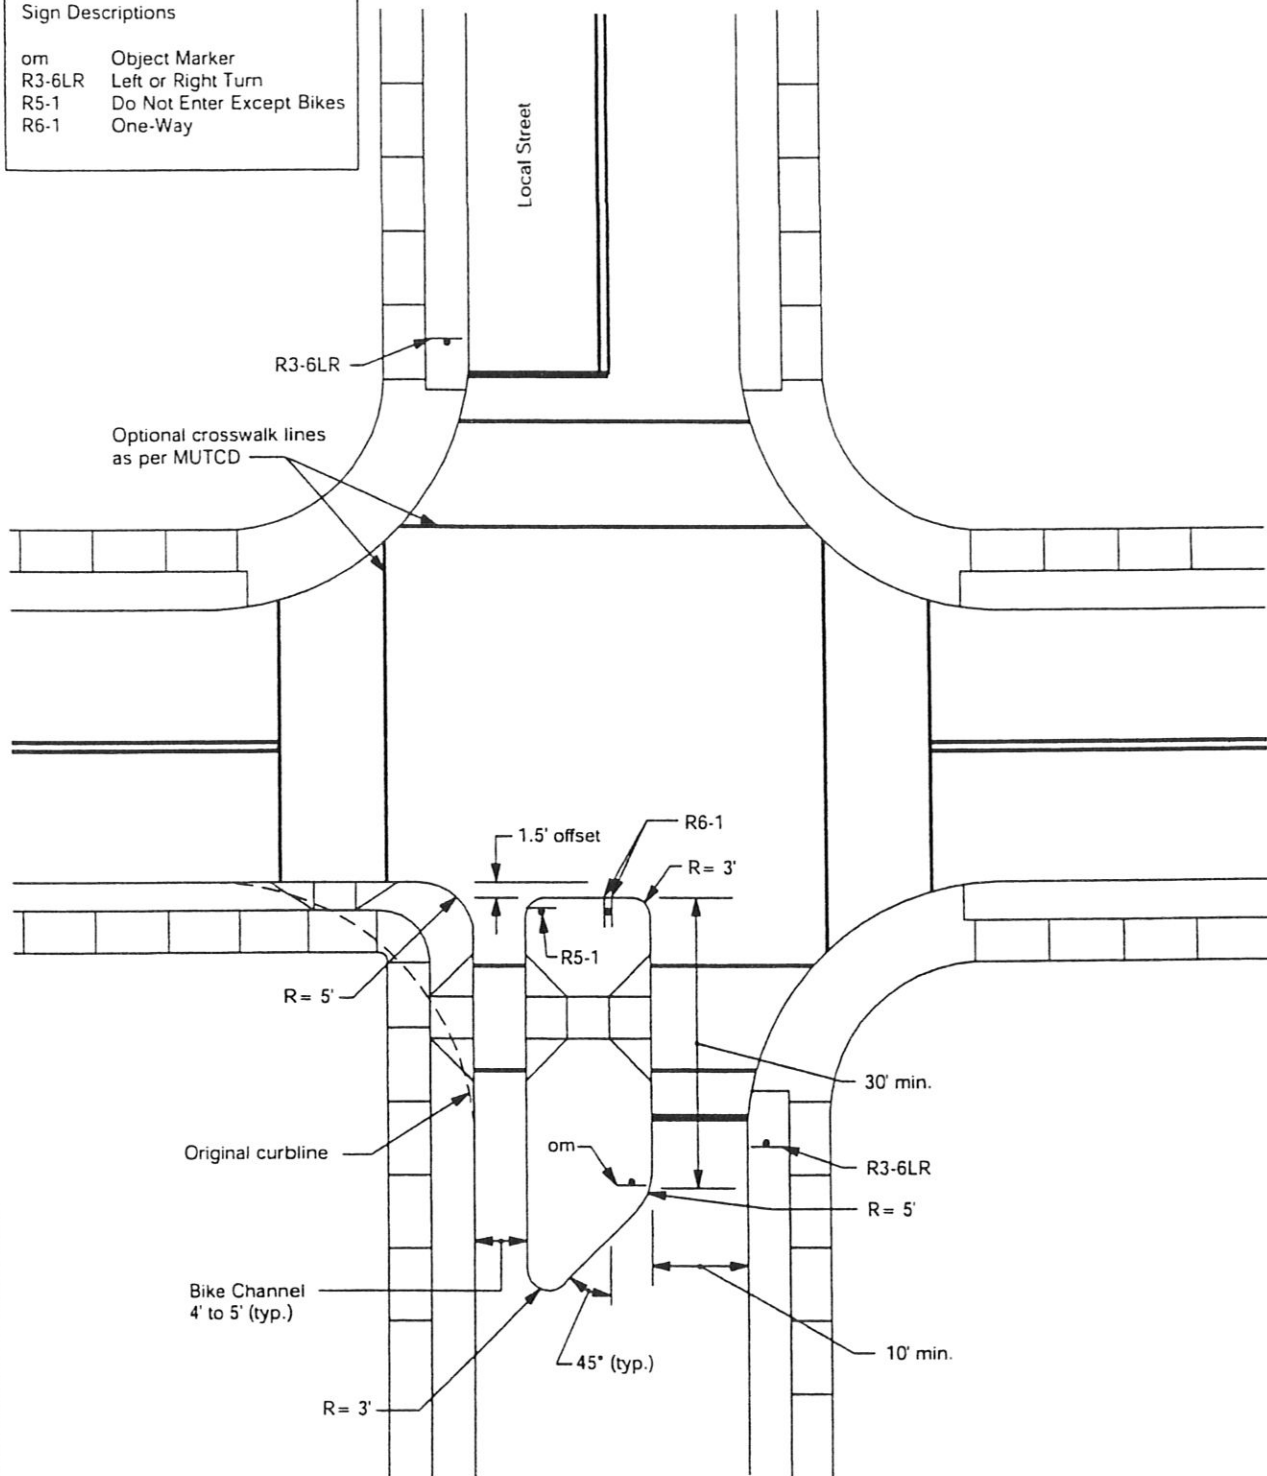 Sign Descriptions
om Object Marker
R3-6LR Left or Right Turn
R5-1 Do Not Enter Except Bikes
R6-1 One-Way
Local Street
R3-6LR
Optional crosswalk lines
as per MUTCD
1.5' offset
R6-1
R= 3'
R5-1
R= 5'
30' min.
Original curbline
om
R3-6LR
R= 5'
Bike Channel
4' to 5' (typ.)
45° (typ.)
10' min.
R= 3'